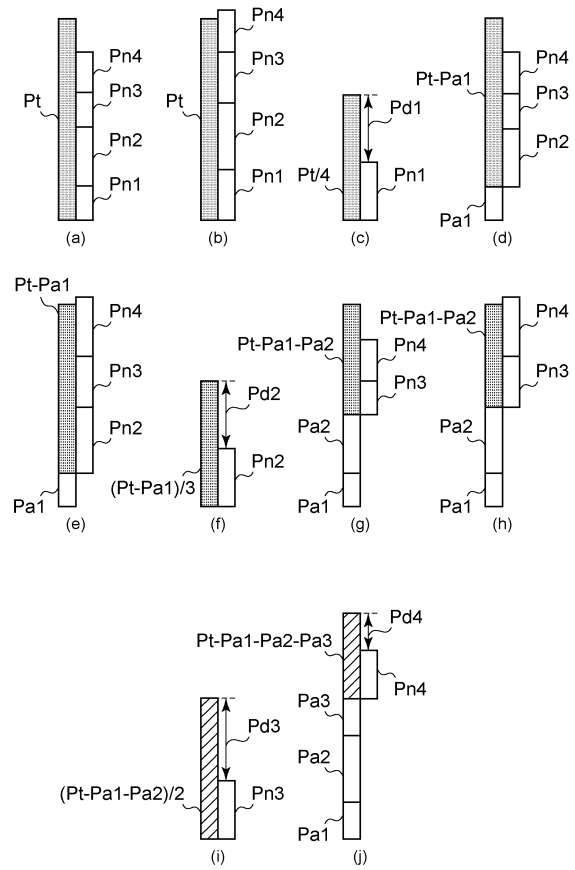 Pt
Pn4
Pn3
Pn2
Pn1
(a)
Pt
Pn4
Pn3
Pn2
Pn1
(b)
Pd1
Pt/4
Pn1
(c)
Pt-Pa1
Pn4
Pn3
Pn2
Pa1
(d)
Pt-Pa1
Pn4
Pn3
Pn2
Pa1
(e)
Pd2
(Pt-Pa1)/3
Pn2
(f)
Pt-Pa1-Pa2
Pn4
Pn3
Pa2
Pa1
(g)
Pt-Pa1-Pa2
Pn4
Pn3
Pa2
Pa1
(h)
Pd3
(Pt-Pa1-Pa2)/2
Pn3
(i)
Pd4
Pt-Pa1-Pa2-Pa3
Pn4
Pa3
Pa2
Pa1
(j)